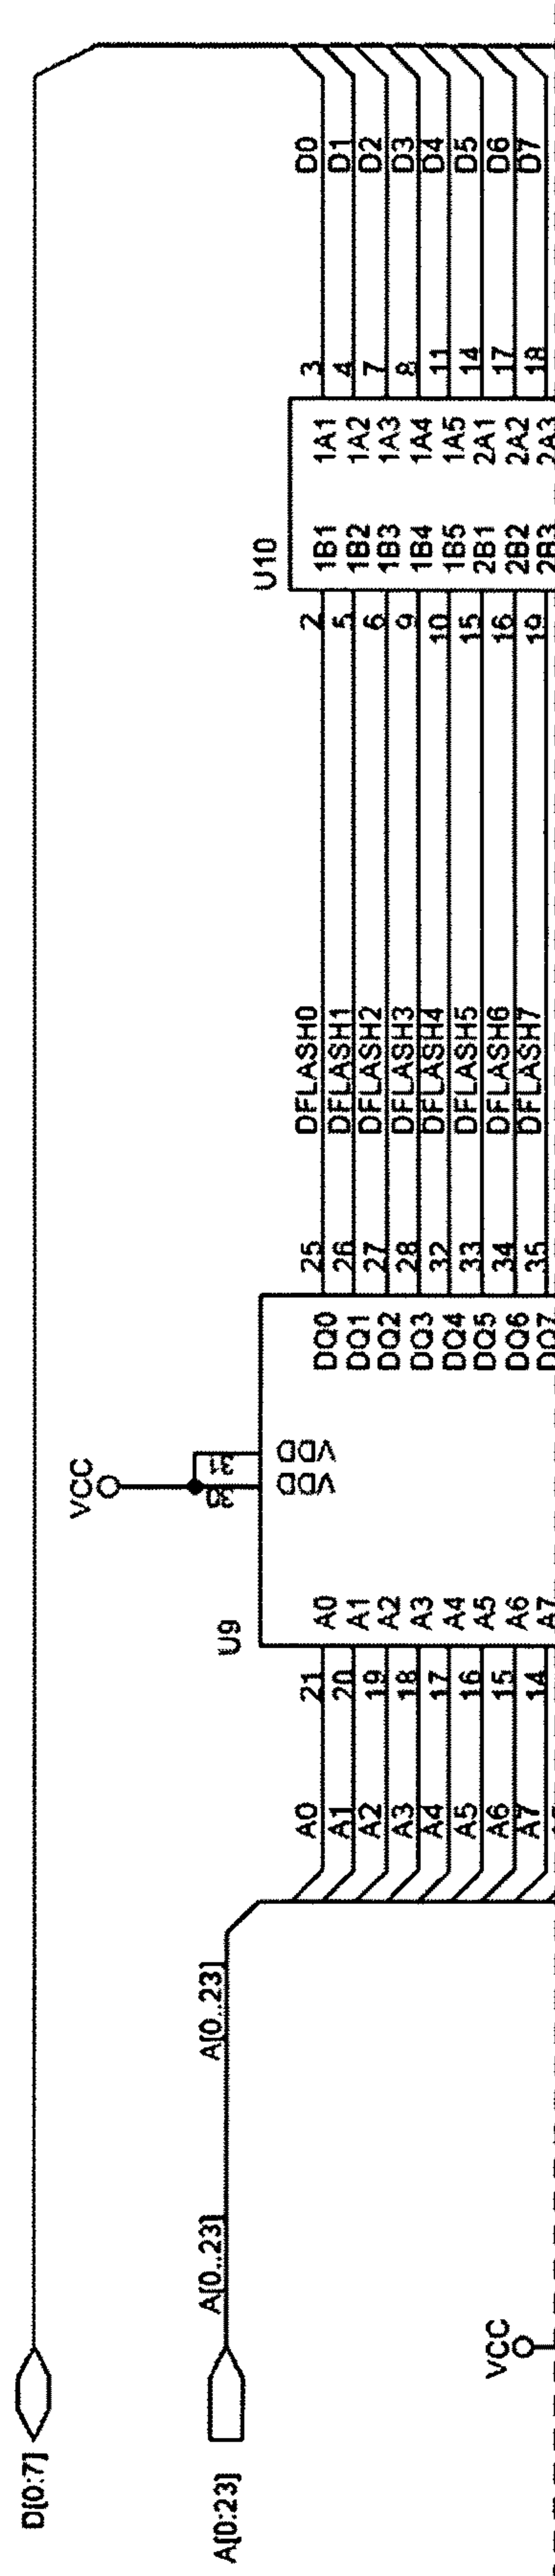 D[0:7]
A[0:23]
A[0..23]
A[0..23]
VCC
VCC
U9
30
31
VDD
VDD
A0 21 A0 DQ0 25 DFLASH0
A1 20 A1 DQ1 26 DFLASH1
A2 19 A2 DQ2 27 DFLASH2
A3 18 A3 DQ3 28 DFLASH3
A4 17 A4 DQ4 32 DFLASH4
A5 16 A5 DQ5 33 DFLASH5
A6 15 A6 DQ6 34 DFLASH6
A7 14 A7 DQ7 35 DFLASH7
U10
2 1B1 1A1 3 D0
5 1B2 1A2 4 D1
6 1B3 1A3 7 D2
9 1B4 1A4 8 D3
10 1B5 1A5 11 D4
15 2B1 2A1 14 D5
16 2B2 2A2 17 D6
19 2B3 2A3 18 D7